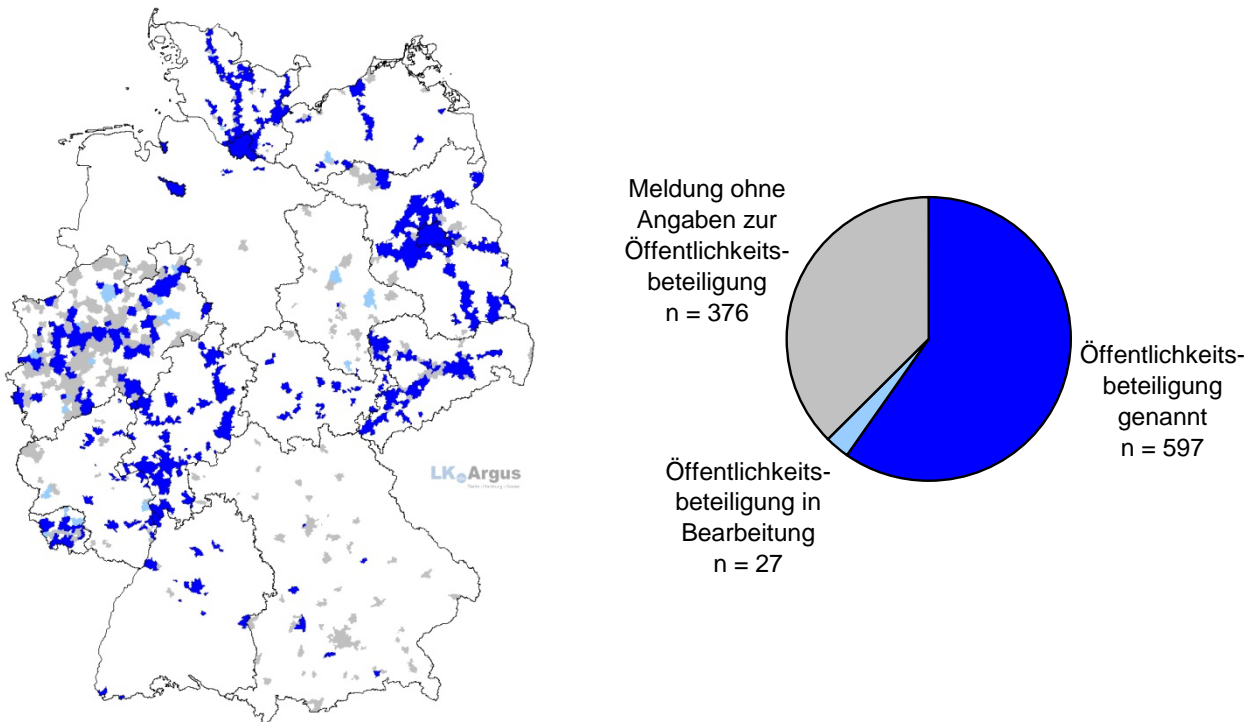 Meldung ohne
Angaben zur
Öffentlichkeits-
beteiligung
n = 376
Öffentlichkeits-
beteiligung
genannt
n = 597
Öffentlichkeits-
beteiligung in
Bearbeitung
n = 27
LK Argus